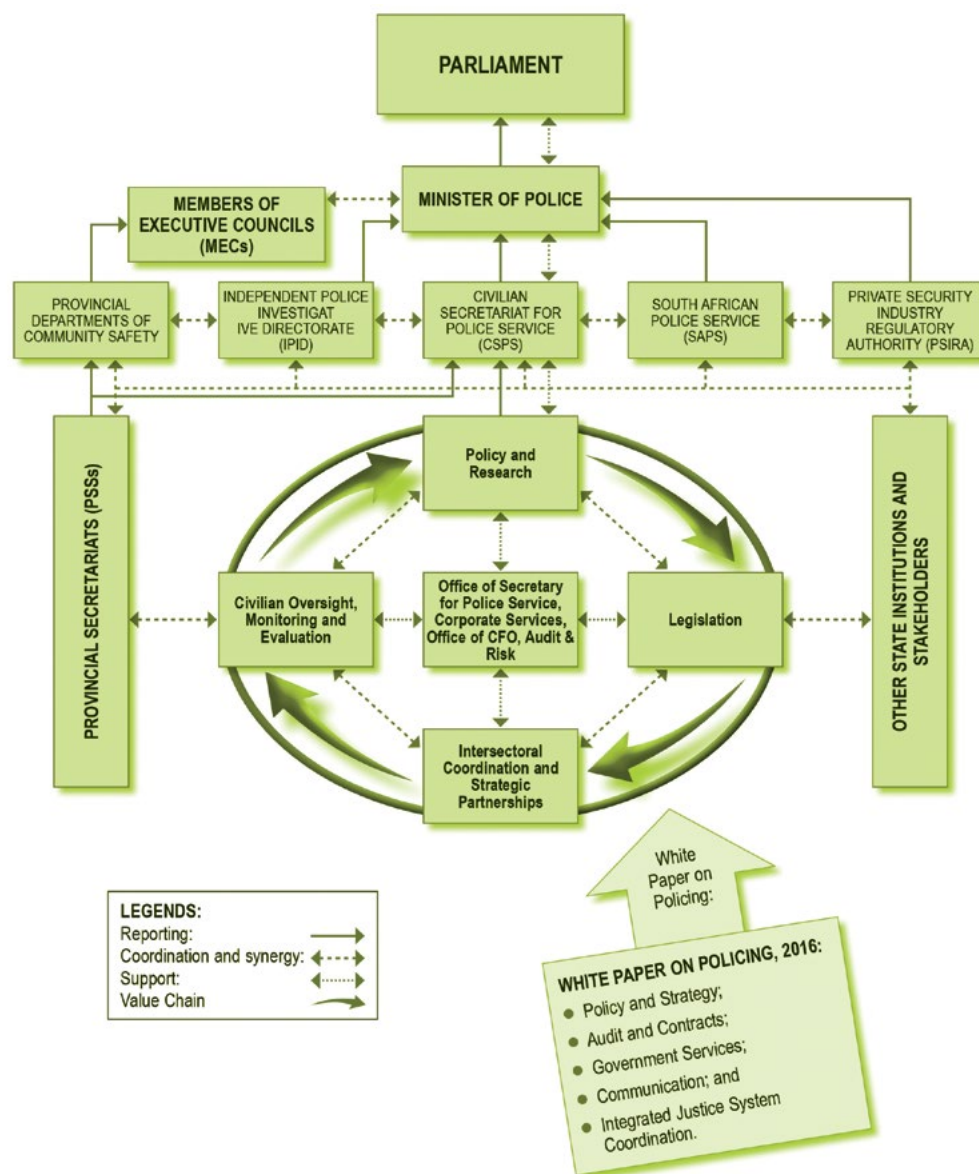 PARLIAMENT
MINISTER OF POLICE
MEMBERS OF
EXECUTIVE COUNCILS
(MECs)
PROVINCIAL
DEPARTMENTS OF
COMMUNITY SAFETY
INDEPENDENT POLICE
INVESTIGAT
IVE DIRECTORATE
(IPID)
CIVILIAN
SECRETARIAT FOR
POLICE SERVICE
(CSPS)
SOUTH AFRICAN
POLICE SERVICE
(SAPS)
PRIVATE SECURITY
INDUSTRY
REGULATORY
AUTHORITY (PSIRA)
PROVINCIAL SECRETARIATS (PSSs)
Policy and
Research
Civilian Oversight,
Monitoring and
Evaluation
Office of Secretary
for Police Service,
Corporate Services,
Office of CFO, Audit &
Risk
Legislation
Intersectoral
Coordination and
Strategic
Partnerships
OTHER STATE INSTITUTIONS AND
STAKEHOLDERS
LEGENDS:
Reporting:
Coordination and synergy:
Support:
Value Chain
White
Paper on
Policing:
WHITE PAPER ON POLICING, 2016:
● Policy and Strategy;
● Audit and Contracts;
● Government Services;
● Communication; and
● Integrated Justice System
Coordination.